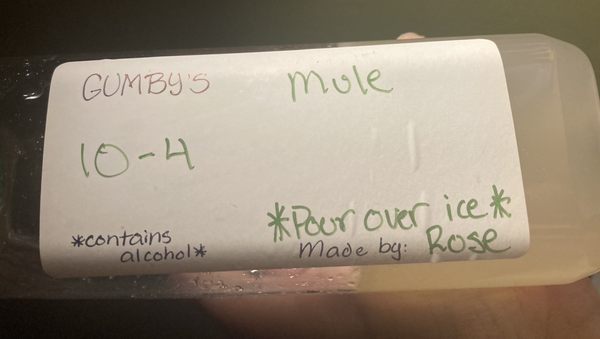 GUMBY'S Mule
10-4
*Pour over ice*
*contains alcohol*
Made by: Rose